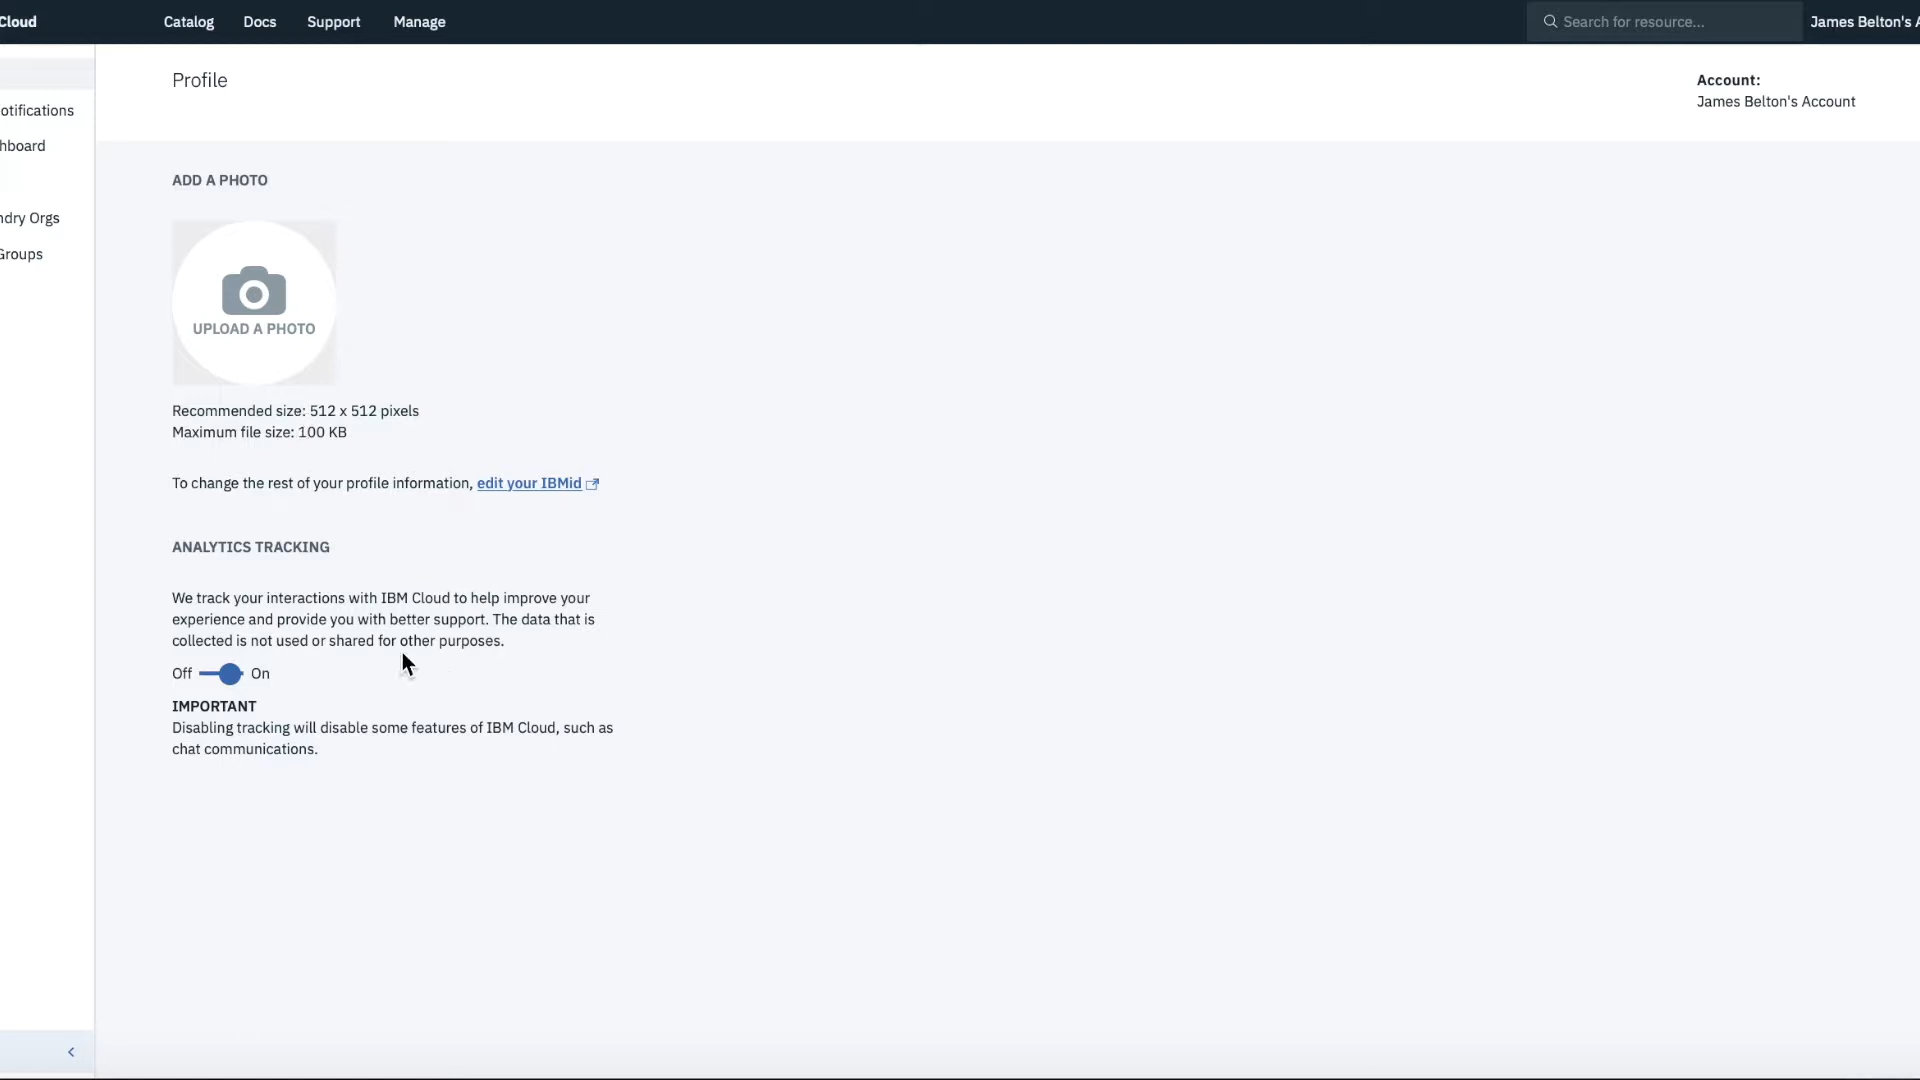 Cloud
Catalog
Docs
Support
Manage
Search for resource...
James Belton's A
otifications
hboard
ndry Orgs
Groups
Profile
Account:
James Belton's Account
ADD A PHOTO
UPLOAD A PHOTO
Recommended size: 512 x 512 pixels
Maximum file size: 100 KB
To change the rest of your profile information, edit your IBMid
ANALYTICS TRACKING
We track your interactions with IBM Cloud to help improve your
experience and provide you with better support. The data that is
collected is not used or shared for other purposes.
Off On
IMPORTANT
Disabling tracking will disable some features of IBM Cloud, such as
chat communications.